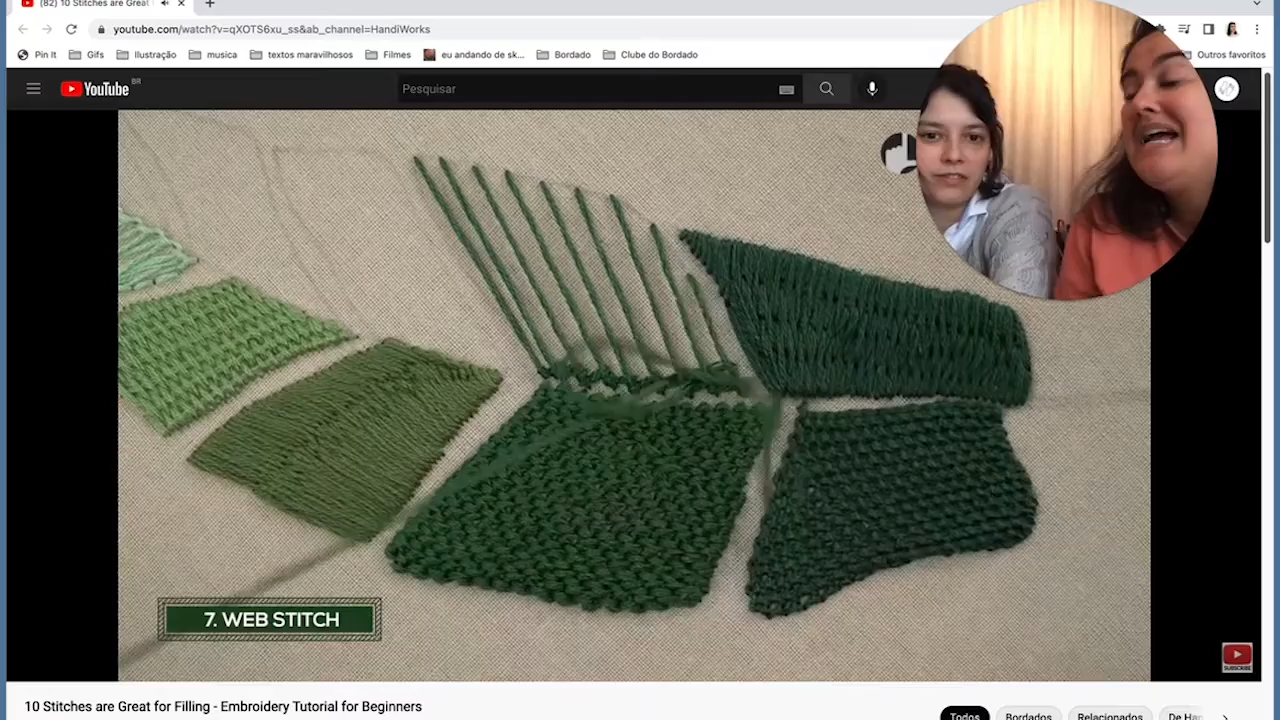 (82) 10 Stitches are Great
youtube.com/watch?v=qXOTS6xu_ss&ab_channel=HandiWorks
Pin It Gifs Ilustração musica textos maravilhosos Filmes eu andando de sk... Bordado Clube do Bordado Outros favoritos
YouTube BR
Pesquisar
7. WEB STITCH
SUBSCRIBE
10 Stitches are Great for Filling - Embroidery Tutorial for Beginners
Todos Bordados Relacionados De Han